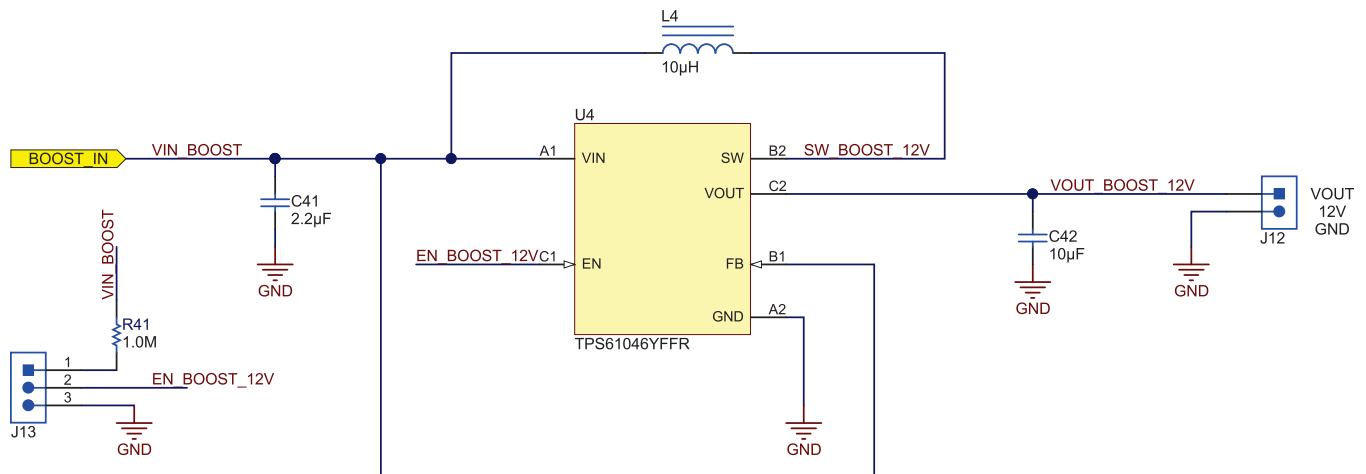 L4
10µH
U4
BOOST_IN
VIN_BOOST
A1
VIN
SW
B2
SW_BOOST_12V
VOUT
C2
VOUT_BOOST_12V
C41
2.2µF
GND
C42
10µF
GND
GND
J12
VOUT
12V
GND
EN_BOOST_12V
C1
EN
FB
B1
GND
A2
TPS61046YFFR
GND
VIN_BOOST
R41
1.0M
1
2
EN_BOOST_12V
3
J13
GND